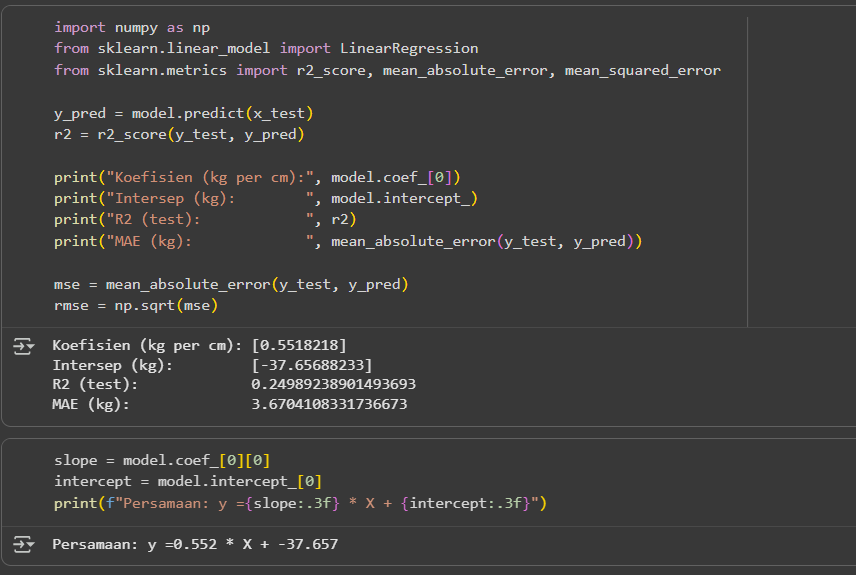 import numpy as np
from sklearn.linear_model import LinearRegression
from sklearn.metrics import r2_score, mean_absolute_error, mean_squared_error
y_pred = model.predict(x_test)
r2 = r2_score(y_test, y_pred)
print("Koefisien (kg per cm):", model.coef_[0])
print("Intersep (kg):        ", model.intercept_)
print("R2 (test):            ", r2)
print("MAE (kg):             ", mean_absolute_error(y_test, y_pred))
mse = mean_absolute_error(y_test, y_pred)
rmse = np.sqrt(mse)
Koefisien (kg per cm): [0.5518218]
Intersep (kg):         [-37.65688233]
R2 (test):             0.24989238901493693
MAE (kg):              3.6704108331736673
slope = model.coef_[0][0]
intercept = model.intercept_[0]
print(f"Persamaan: y ={slope:.3f} * X + {intercept:.3f}")
Persamaan: y =0.552 * X + -37.657